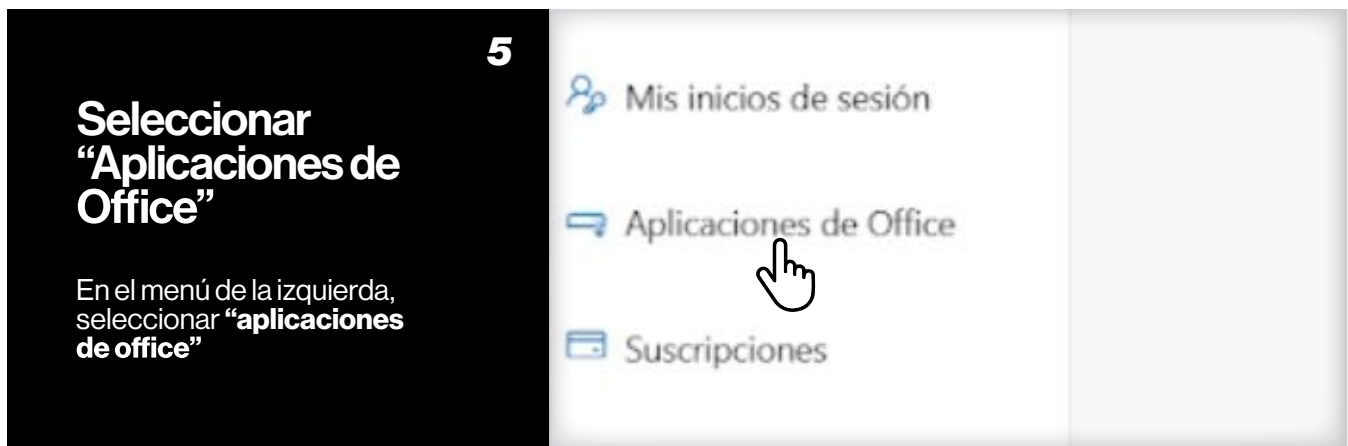 5
Seleccionar
“Aplicaciones de
Office”
En el menú de la izquierda,
seleccionar “aplicaciones
de office”
Mis inicios de sesión
Aplicaciones de Office
Suscripciones